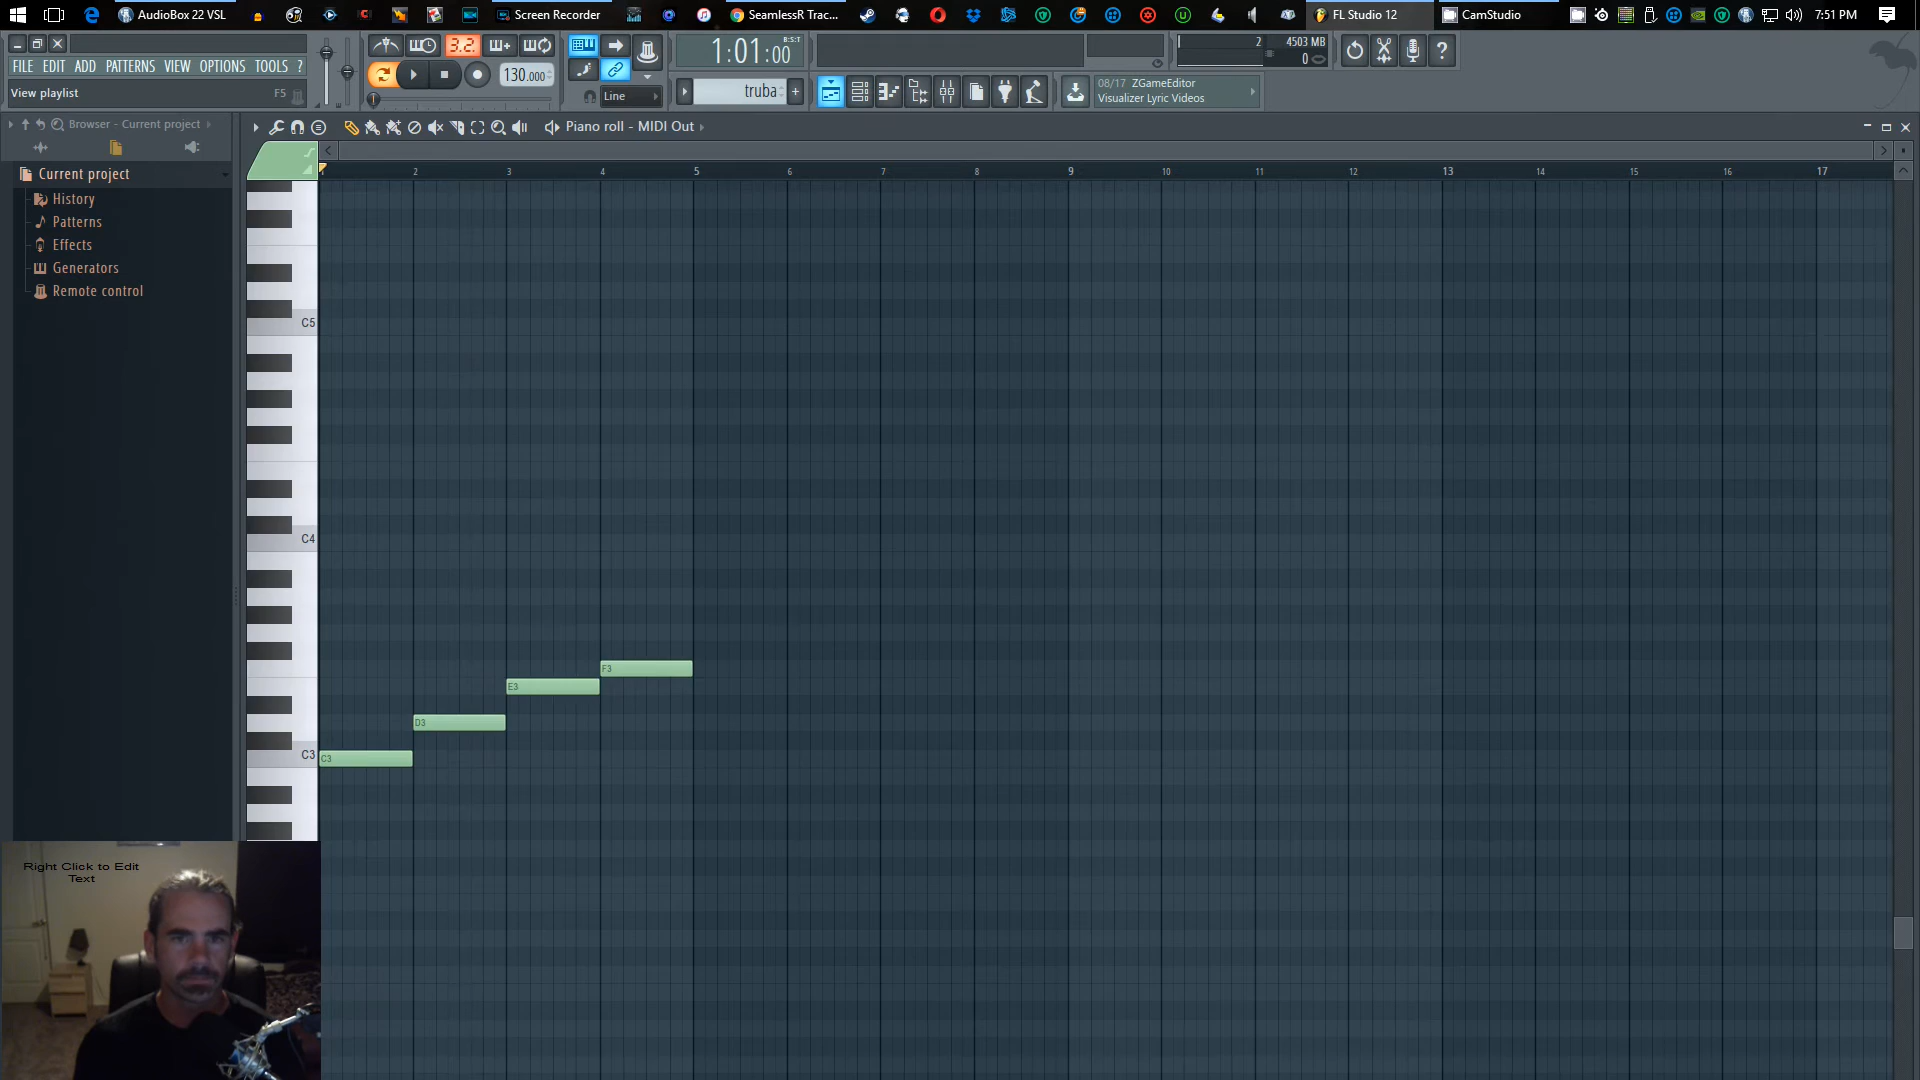 AudioBox 22 VSL
Screen Recorder
SeamlessR Trac...
FL Studio 12
CamStudio
7:51 PM
FILE EDIT ADD PATTERNS VIEW OPTIONS TOOLS ?
View playlist F5
3.2.
130.000
Line
1:01:00
B:S:T
truba
2
4503 MB
0
08/17 ZGameEditor
Visualizer Lyric Videos
Browser - Current project
Current project
History
Patterns
Effects
Generators
Remote control
Piano roll - MIDI Out
1 2 3 4 5 6 7 8 9 10 11 12 13 14 15 16 17
C5
C4
F3
E3
D3
C3
C3
Right Click to Edit
Text